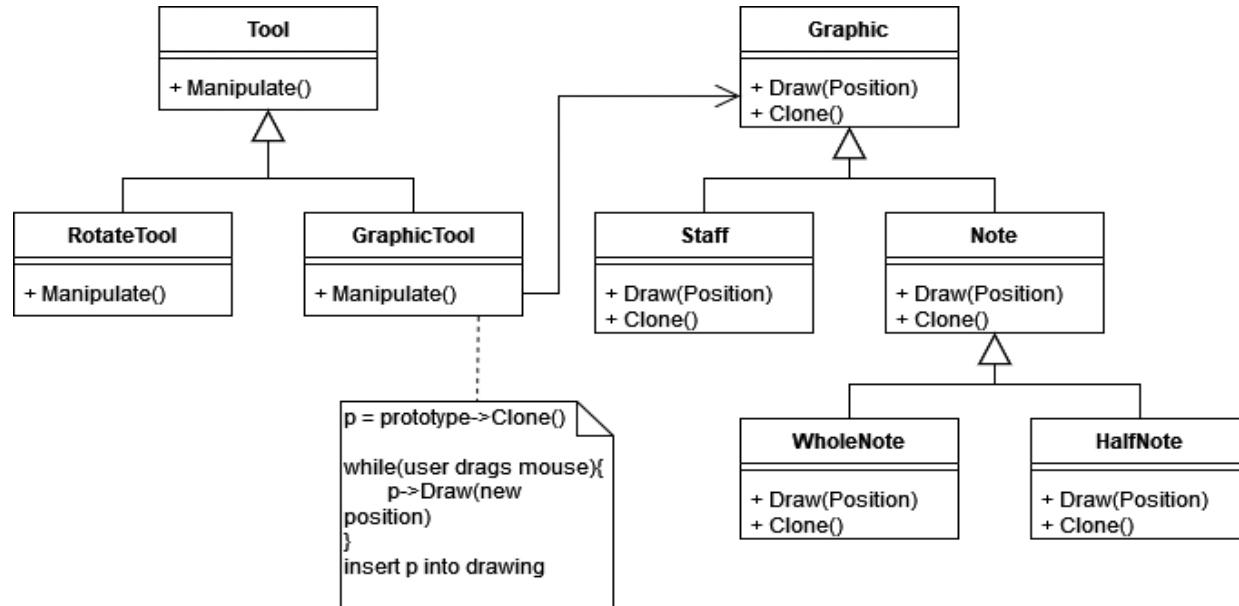 Tool
+ Manipulate()
Graphic
+ Draw(Position)
+ Clone()
RotateTool
+ Manipulate()
GraphicTool
+ Manipulate()
Staff
+ Draw(Position)
+ Clone()
Note
+ Draw(Position)
+ Clone()
p = prototype->Clone()
while(user drags mouse){
p->Draw(new
position)
}
insert p into drawing
WholeNote
+ Draw(Position)
+ Clone()
HalfNote
+ Draw(Position)
+ Clone()